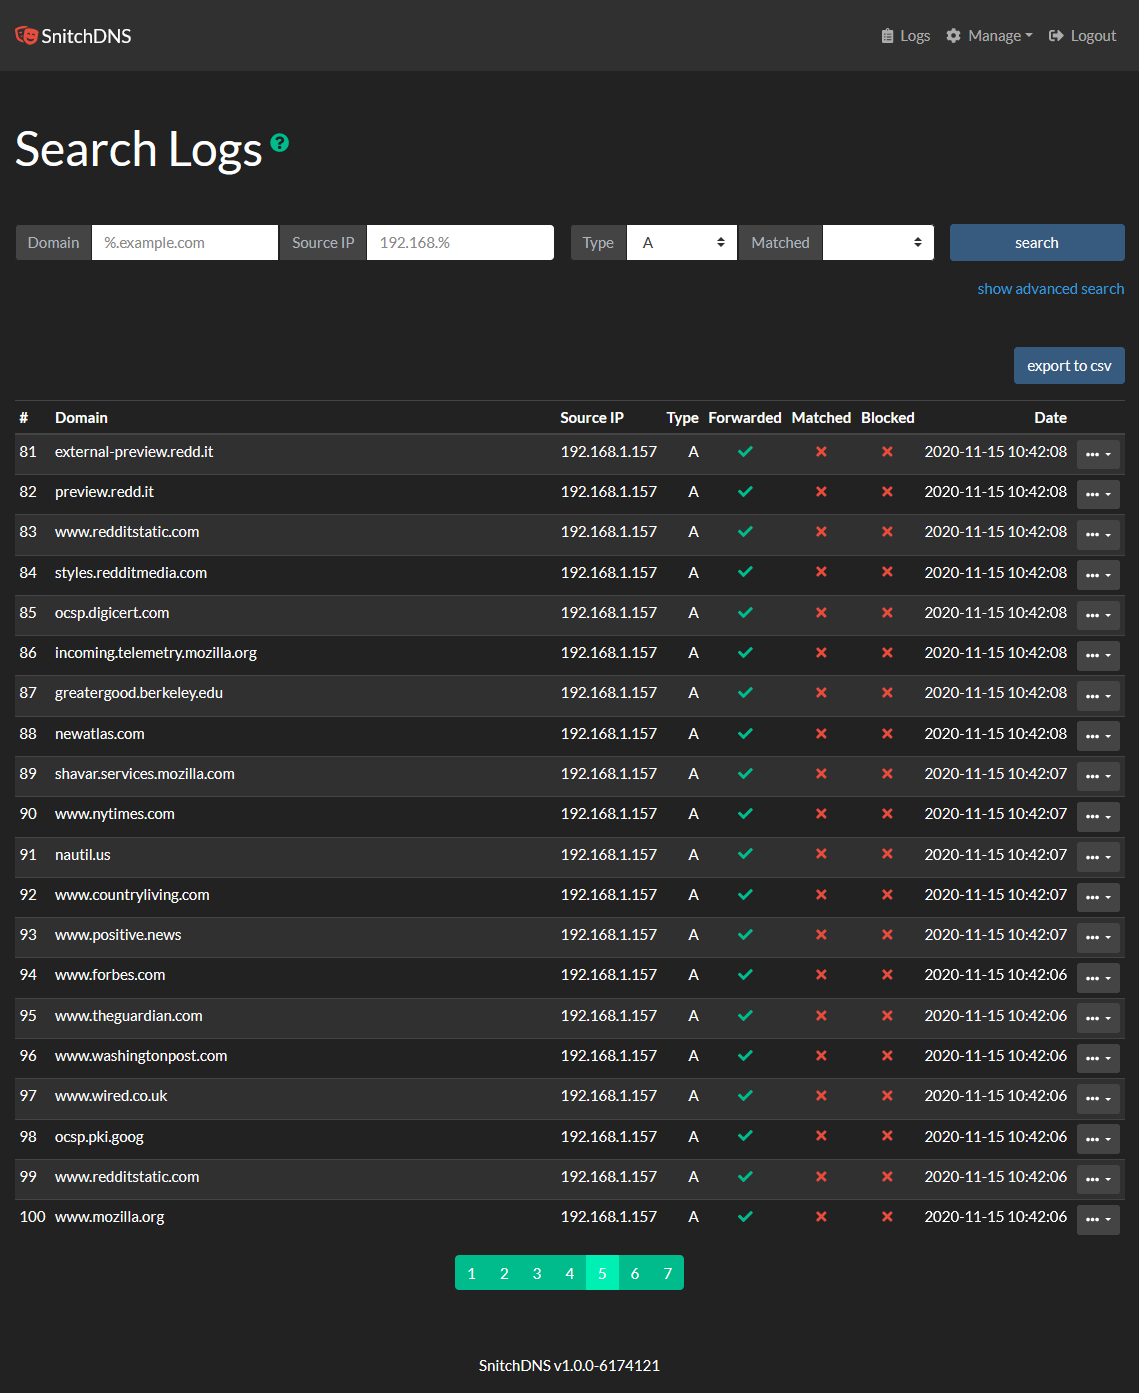 SnitchDNS Logs Manage Logout
Search Logs ?
Domain %.example.com Source IP 192.168.% Type A Matched search
show advanced search
export to csv
# Domain Source IP Type Forwarded Matched Blocked Date
81 external-preview.redd.it 192.168.1.157 A 2020-11-15 10:42:08
82 preview.redd.it 192.168.1.157 A 2020-11-15 10:42:08
83 www.redditstatic.com 192.168.1.157 A 2020-11-15 10:42:08
84 styles.redditmedia.com 192.168.1.157 A 2020-11-15 10:42:08
85 ocsp.digicert.com 192.168.1.157 A 2020-11-15 10:42:08
86 incoming.telemetry.mozilla.org 192.168.1.157 A 2020-11-15 10:42:08
87 greatergood.berkeley.edu 192.168.1.157 A 2020-11-15 10:42:08
88 newatlas.com 192.168.1.157 A 2020-11-15 10:42:08
89 shavar.services.mozilla.com 192.168.1.157 A 2020-11-15 10:42:07
90 www.nytimes.com 192.168.1.157 A 2020-11-15 10:42:07
91 nautil.us 192.168.1.157 A 2020-11-15 10:42:07
92 www.countryliving.com 192.168.1.157 A 2020-11-15 10:42:07
93 www.positive.news 192.168.1.157 A 2020-11-15 10:42:07
94 www.forbes.com 192.168.1.157 A 2020-11-15 10:42:06
95 www.theguardian.com 192.168.1.157 A 2020-11-15 10:42:06
96 www.washingtonpost.com 192.168.1.157 A 2020-11-15 10:42:06
97 www.wired.co.uk 192.168.1.157 A 2020-11-15 10:42:06
98 ocsp.pki.goog 192.168.1.157 A 2020-11-15 10:42:06
99 www.redditstatic.com 192.168.1.157 A 2020-11-15 10:42:06
100 www.mozilla.org 192.168.1.157 A 2020-11-15 10:42:06
1 2 3 4 5 6 7
SnitchDNS v1.0.0-6174121